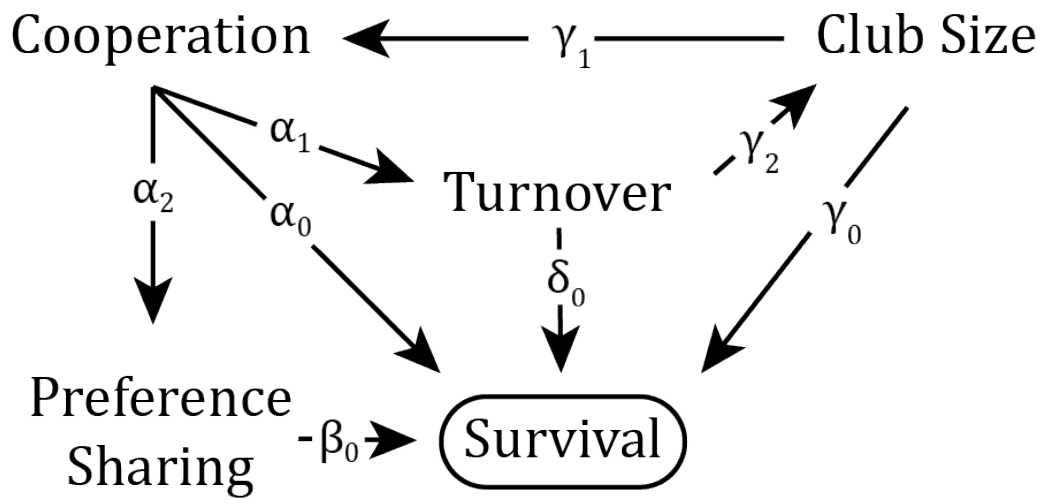 Cooperation
γ₁
Club Size
α₁
γ₂
α₂
Turnover
α₀
γ₀
δ₀
Preference
Sharing
β₀
Survival